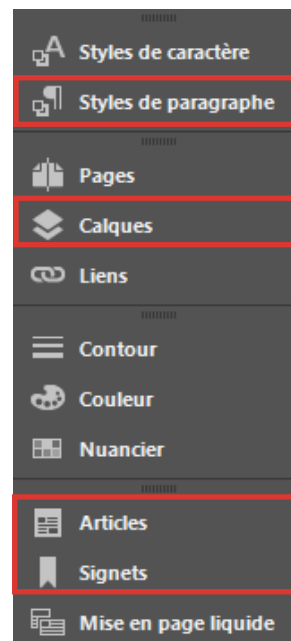 Styles de caractère
Styles de paragraphe
Pages
Calques
Liens
Contour
Couleur
Nuancier
Articles
Signets
Mise en page liquide